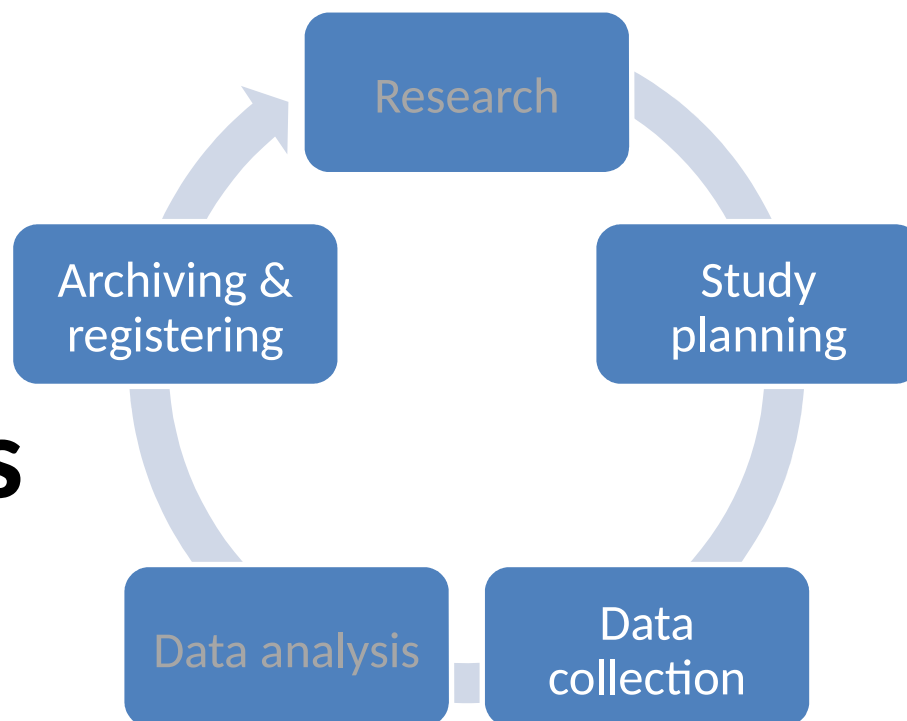 Research
Archiving &
registering
Study
planning
s
Data analysis
Data
collection